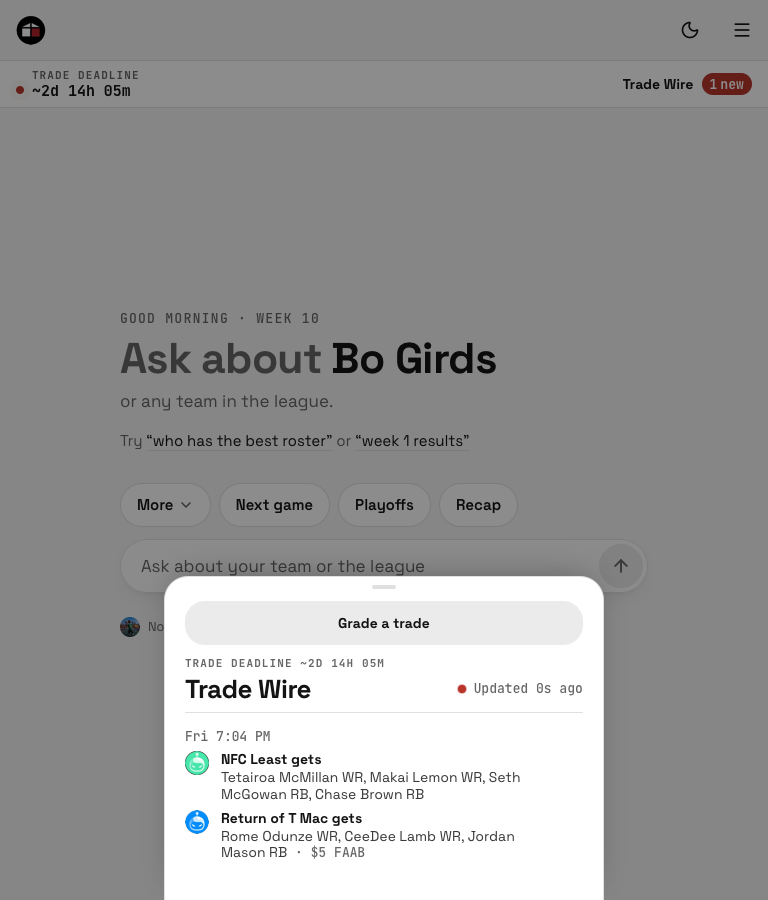 TRADE DEADLINE
~2d 14h 05m
Trade Wire 1 new
GOOD MORNING · WEEK 10
Ask about Bo Girds
or any team in the league.
Try “who has the best roster” or “week 1 results”
More Next game Playoffs Recap
Ask about your team or the league
No
Grade a trade
TRADE DEADLINE ~2D 14H 05M
Trade Wire Updated 0s ago
Fri 7:04 PM
NFC Least gets
Tetairoa McMillan WR, Makai Lemon WR, Seth
McGowan RB, Chase Brown RB
Return of T Mac gets
Rome Odunze WR, CeeDee Lamb WR, Jordan
Mason RB · $5 FAAB